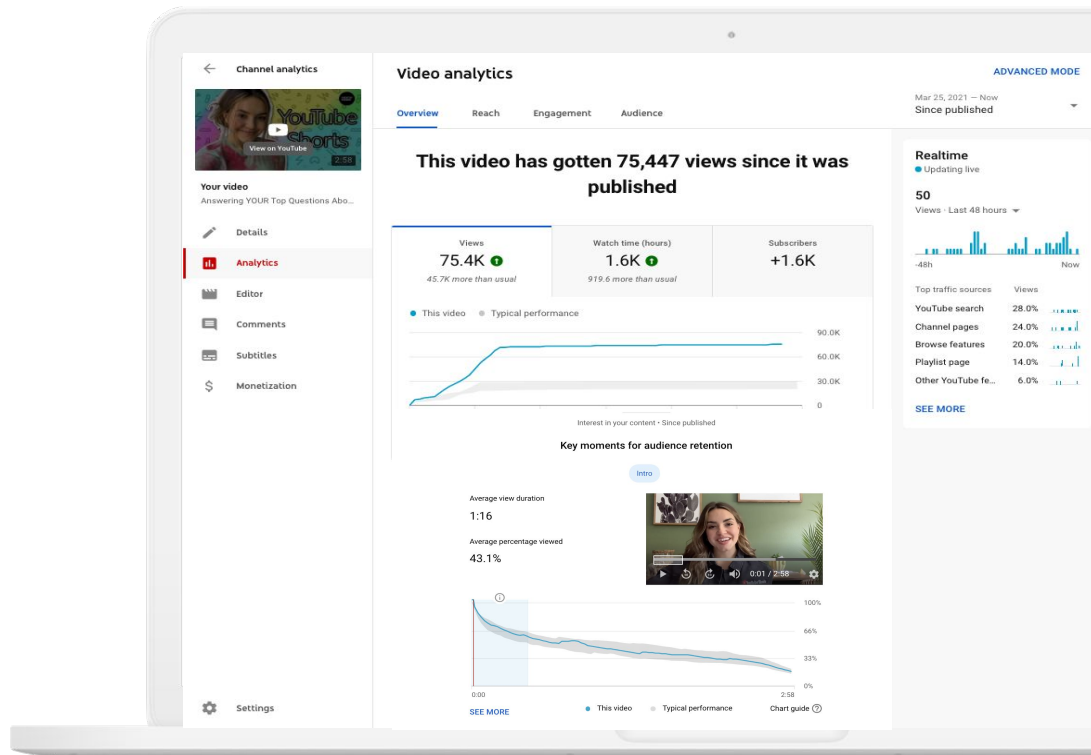 Channel analytics
YouTube
Shorts
View on YouTube
2:58
Your video
Answering YOUR Top Questions Abo...
Details
Analytics
Editor
Comments
Subtitles
Monetization
Settings
Video analytics
ADVANCED MODE
Overview
Reach
Engagement
Audience
Mar 25, 2021 – Now
Since published
This video has gotten 75,447 views since it was
published
Views
75.4K
45.7K more than usual
Watch time (hours)
1.6K
919.6 more than usual
Subscribers
+1.6K
This video
Typical performance
90.0K
60.0K
30.0K
0
Interest in your content • Since published
Key moments for audience retention
Intro
Average view duration
1:16
Average percentage viewed
43.1%
0:01 / 2:58
100%
66%
33%
0%
0:00
2:58
SEE MORE
This video
Typical performance
Chart guide
Realtime
Updating live
50
Views · Last 48 hours
-48h
Now
Top traffic sources
Views
YouTube search 28.0%
Channel pages 24.0%
Browse features 20.0%
Playlist page 14.0%
Other YouTube fe... 6.0%
SEE MORE